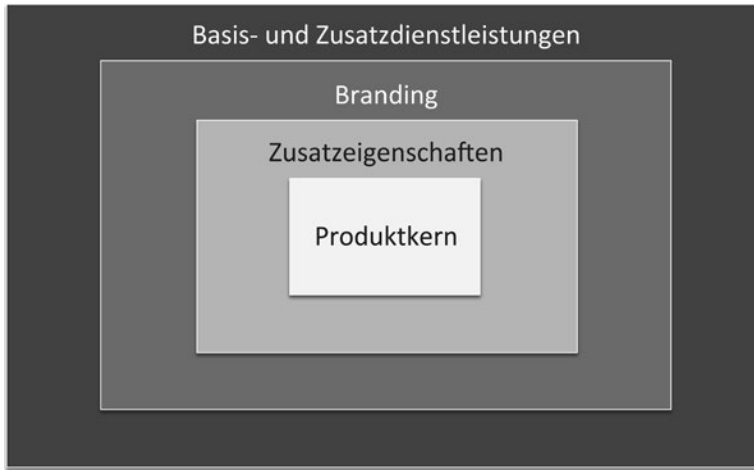 Basis- und Zusatzdienstleistungen
Branding
Zusatzeigenschaften
Produktkern